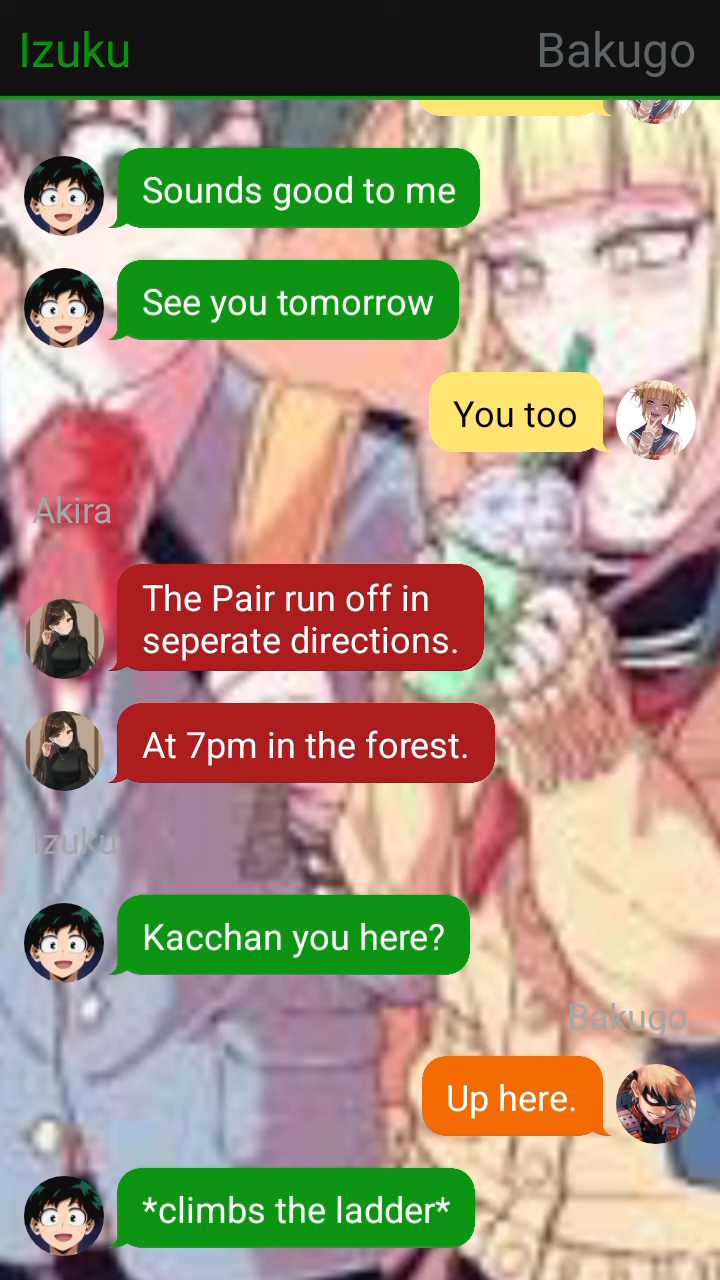 Izuku
Bakugo
Sounds good to me
See you tomorrow
You too
Akira
The Pair run off in
seperate directions.
At 7pm in the forest.
Izuku
Kacchan you here?
Bakugo
Up here.
*climbs the ladder*